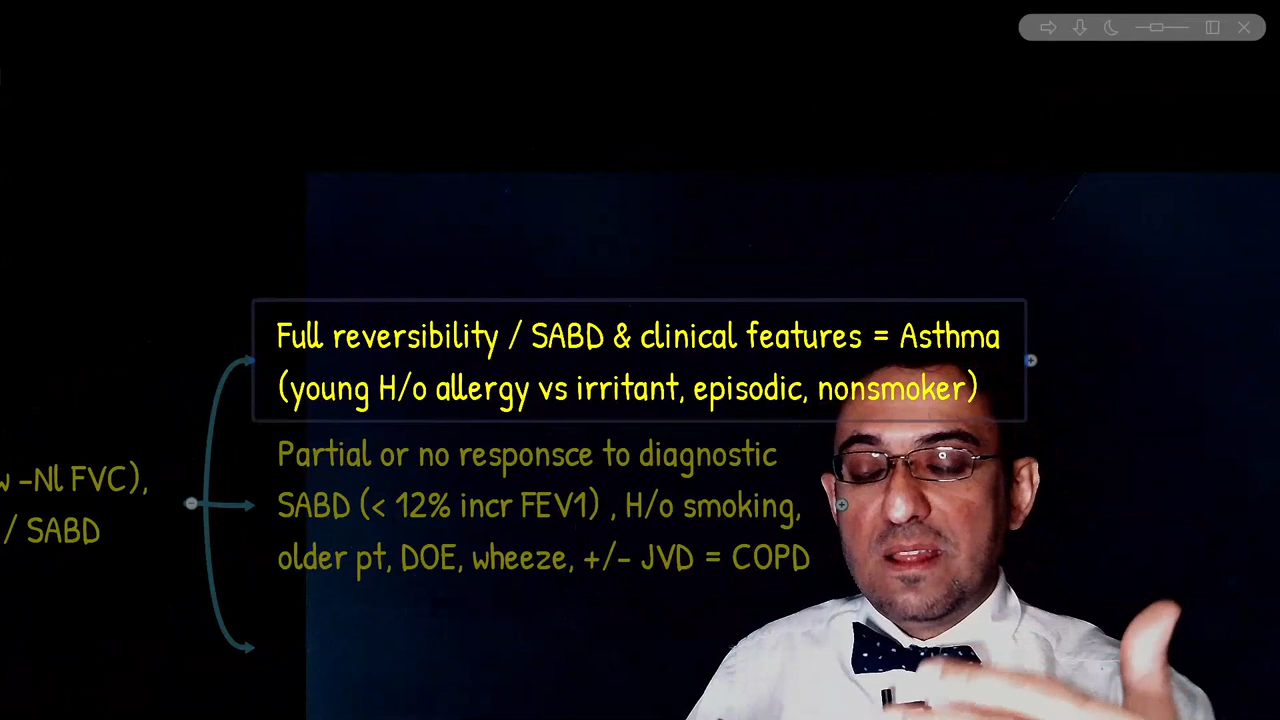 Full reversibility / SABD & clinical features = Asthma
(young H/o allergy vs irritant, episodic, nonsmoker)
Partial or no responsce to diagnostic
SABD (< 12% incr FEV1) , H/o smoking,
older pt, DOE, wheeze, +/- JVD = COPD
-Nl FVC),
/ SABD